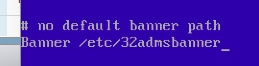 # no default banner path
Banner /etc/32admsbanner_